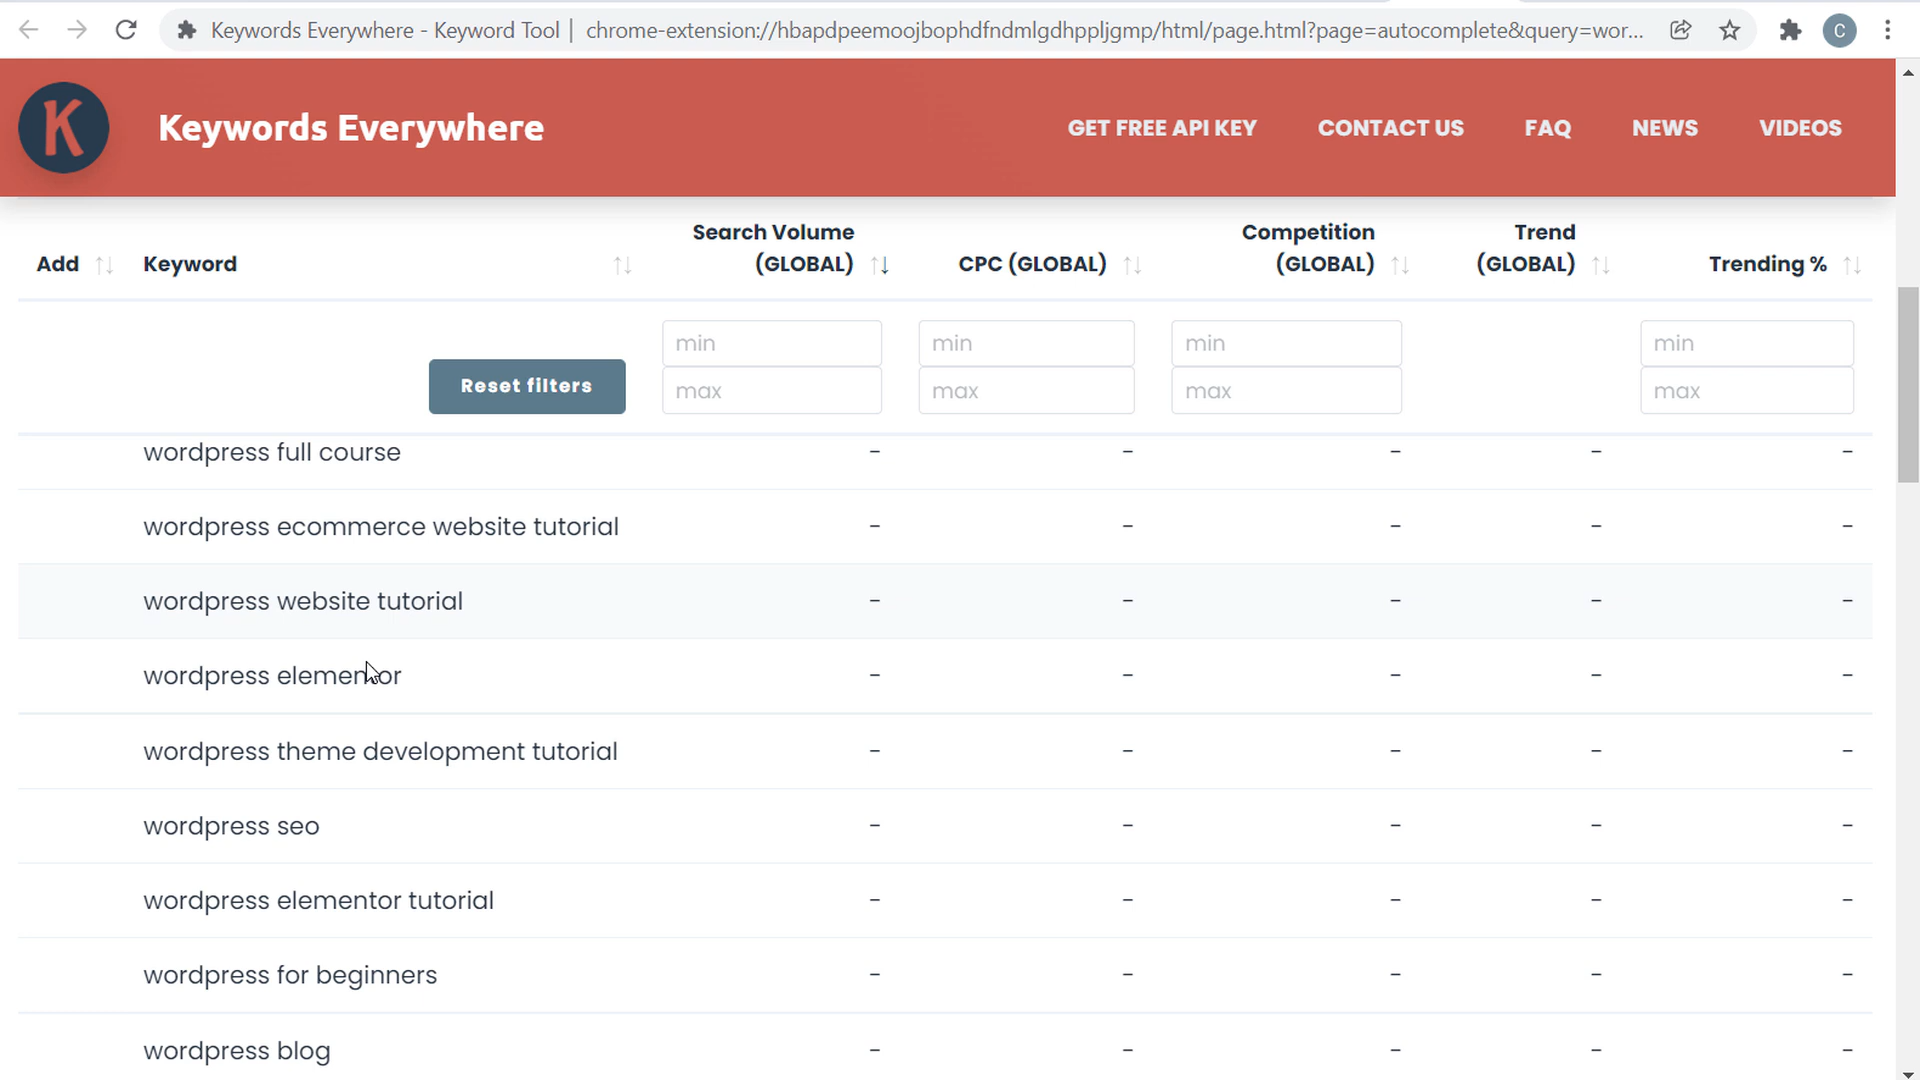 Keywords Everywhere - Keyword Tool | chrome-extension://hbapdpeemoojbophdfndmlgdhppljgmp/html/page.html?page=autocomplete&query=wor... C
K Keywords Everywhere GET FREE API KEY CONTACT US FAQ NEWS VIDEOS
Search Volume Competition Trend
Add Keyword (GLOBAL) CPC (GLOBAL) (GLOBAL) (GLOBAL) Trending %
min min min min
Reset filters max max max max
wordpress full course - - - - -
wordpress ecommerce website tutorial - - - - -
wordpress website tutorial - - - - -
wordpress elementor - - - - -
wordpress theme development tutorial - - - - -
wordpress seo - - - - -
wordpress elementor tutorial - - - - -
wordpress for beginners - - - - -
wordpress blog - - - - -